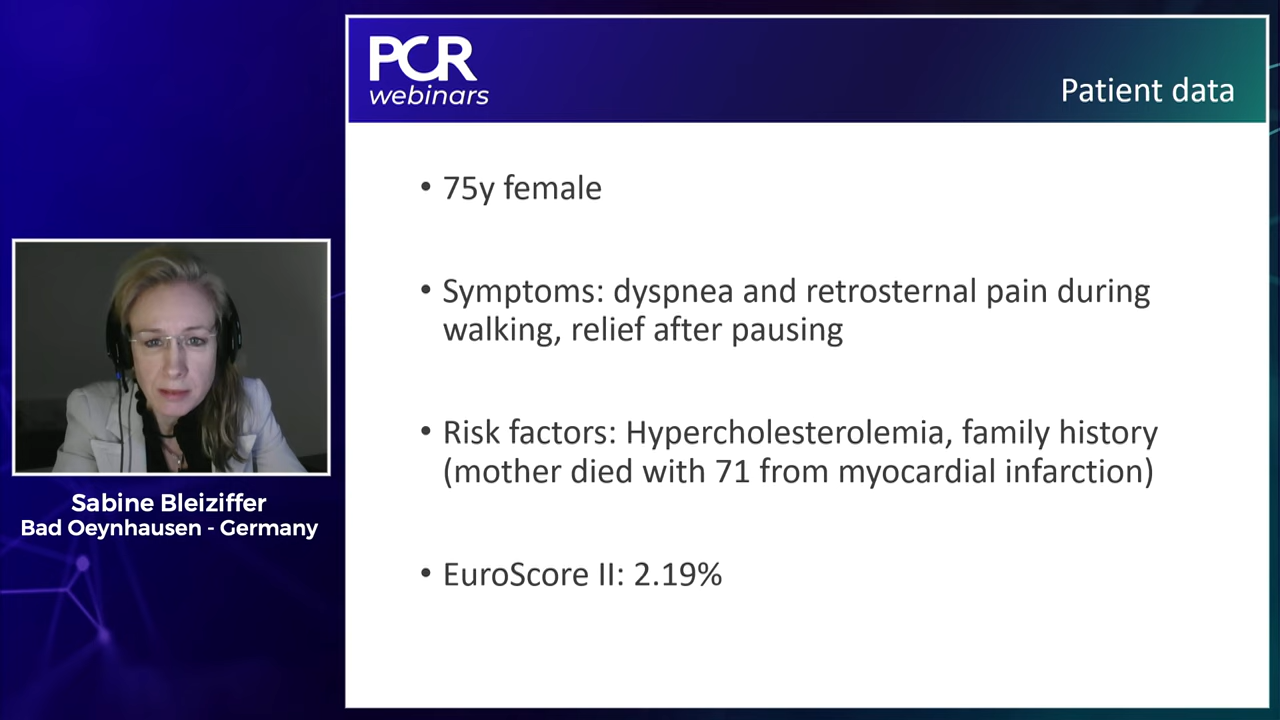 PCR
webinars
Patient data
• 75y female
• Symptoms: dyspnea and retrosternal pain during
walking, relief after pausing
• Risk factors: Hypercholesterolemia, family history
(mother died with 71 from myocardial infarction)
• EuroScore II: 2.19%
Sabine Bleiziffer
Bad Oeynhausen - Germany